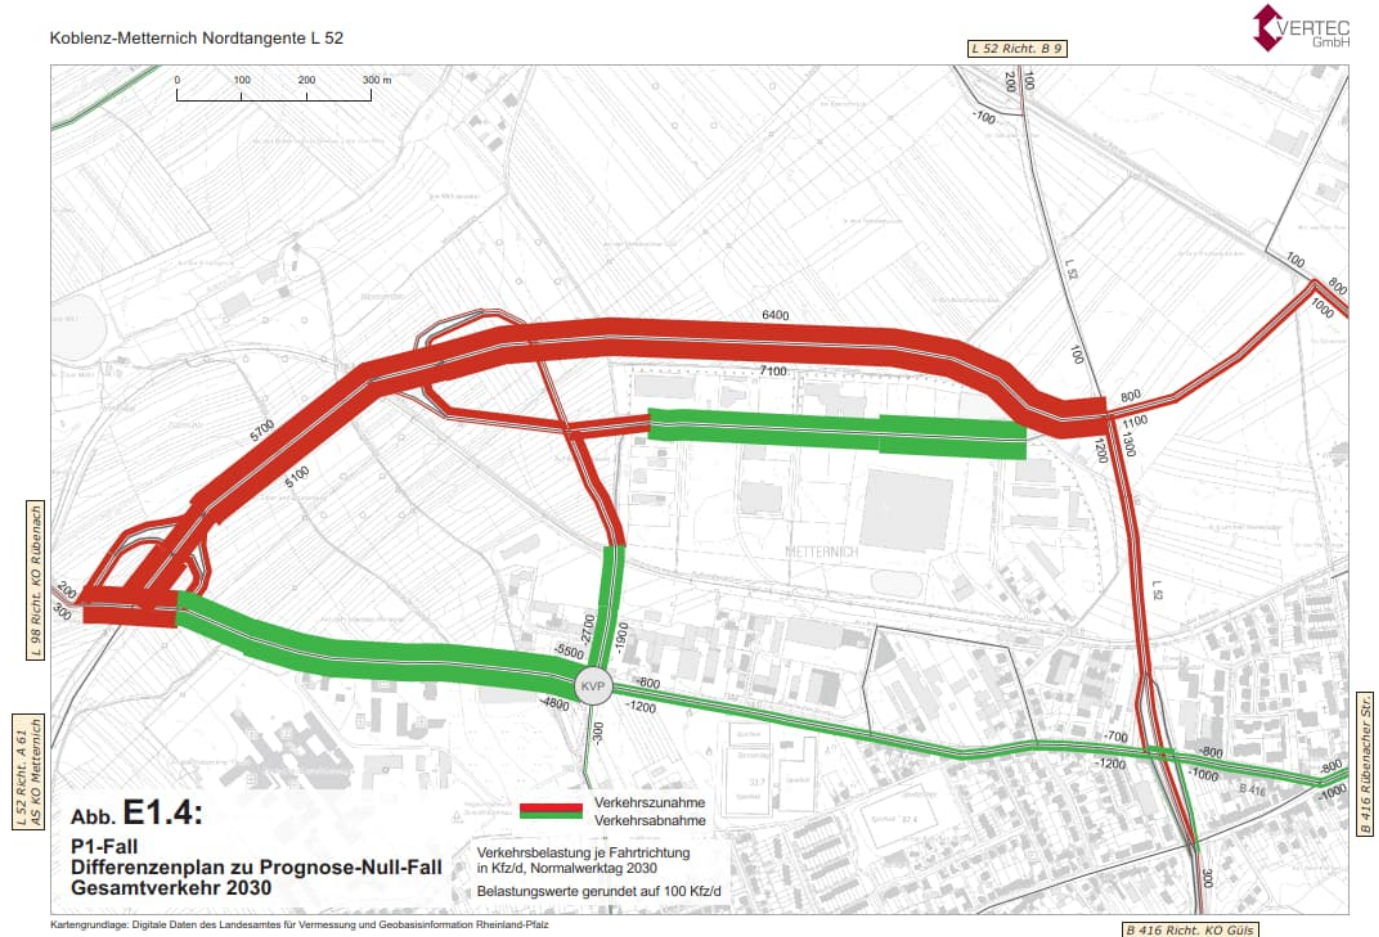 Koblenz-Metternich Nordtangente L 52
VERTEC
GmbH
L 52 Richt. B 9
0 100 200 300 m
200
100
-100
L 52
100
100
800
1000
6400
7100
800
1100
1200
1300
5700
5100
L 98 Richt. KO Rübenach
200
300
METTERNICH
L 52
-2700
-1900
-5500
-4800
KVP
-800
-1200
-300
-700
-1200
-800
-1000
B 416
-800
-1000
300
L 52 Richt. A 61
AS KO Metternich
B 416 Rübenacher Str.
Abb. E1.4:
P1-Fall
Differenzenplan zu Prognose-Null-Fall
Gesamtverkehr 2030
Verkehrszunahme
Verkehrsabnahme
Verkehrsbelastung je Fahrtrichtung
in Kfz/d, Normalwerktag 2030
Belastungswerte gerundet auf 100 Kfz/d
Kartengrundlage: Digitale Daten des Landesamtes für Vermessung und Geobasisinformation Rheinland-Pfalz
B 416 Richt. KO Güls